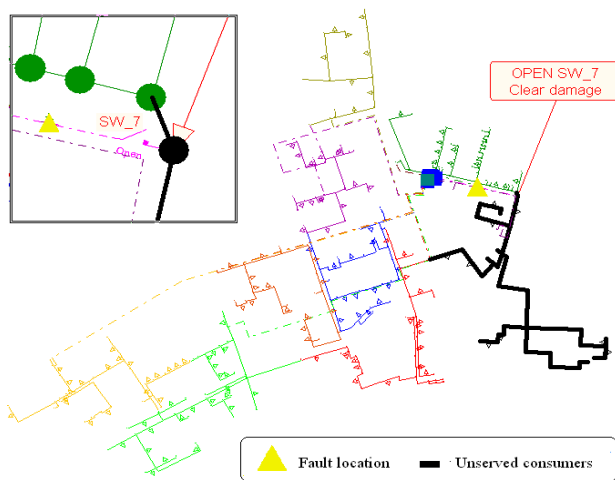 SW_7
Open
OPEN SW_7
Clear damage
Fault location
Unserved consumers